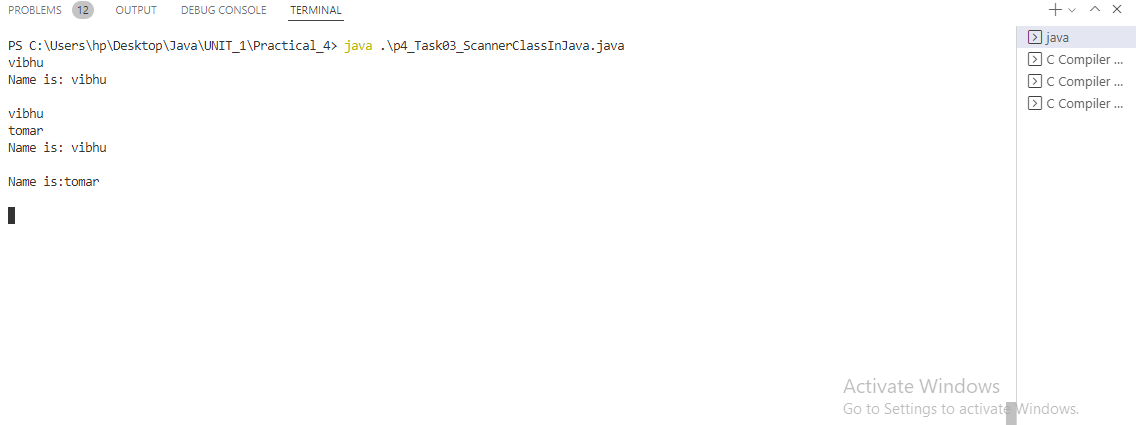 PROBLEMS 12 OUTPUT DEBUG CONSOLE TERMINAL
PS C:\Users\hp\Desktop\Java\UNIT_1\Practical_4> java .\p4_Task03_ScannerClassInJava.java
vibhu
Name is: vibhu
vibhu
tomar
Name is: vibhu
Name is:tomar
java
C Compiler ...
C Compiler ...
C Compiler ...
Activate Windows
Go to Settings to activate Windows.